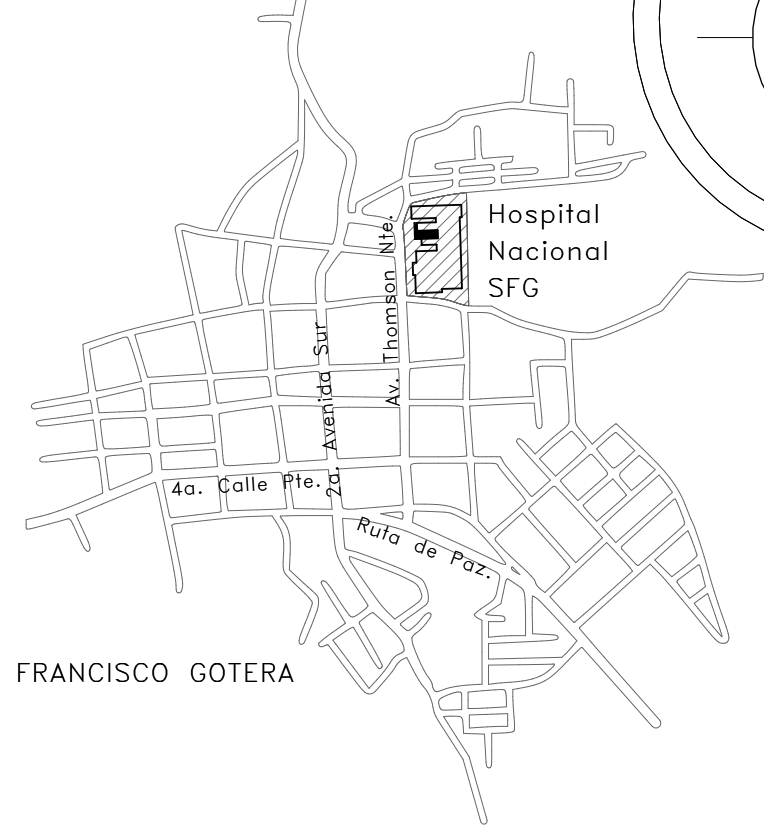 Hospital
Nacional
SFG
Av. Thomson Nte.
2a. Avenida Sur
4a. Calle Pte.
Ruta de Paz.
FRANCISCO GOTERA